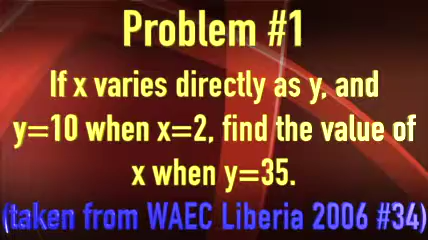 Problem #1
If x varies directly as y, and
y=10 when x=2, find the value of
x when y=35.
(taken from WAEC Liberia 2006 #34)